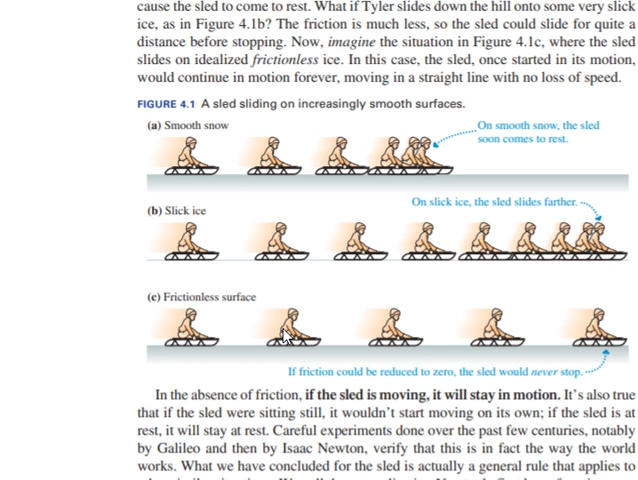 cause the sled to come to rest. What if Tyler slides down the hill onto some very slick
ice, as in Figure 4.1b? The friction is much less, so the sled could slide for quite a
distance before stopping. Now, imagine the situation in Figure 4.1c, where the sled
slides on idealized frictionless ice. In this case, the sled, once started in its motion,
would continue in motion forever, moving in a straight line with no loss of speed.
FIGURE 4.1 A sled sliding on increasingly smooth surfaces.
(a) Smooth snow
On smooth snow, the sled
soon comes to rest.
(b) Slick ice
On slick ice, the sled slides farther.
(c) Frictionless surface
If friction could be reduced to zero, the sled would never stop.
In the absence of friction, if the sled is moving, it will stay in motion. It's also true
that if the sled were sitting still, it wouldn't start moving on its own; if the sled is at
rest, it will stay at rest. Careful experiments done over the past few centuries, notably
by Galileo and then by Isaac Newton, verify that this is in fact the way the world
works. What we have concluded for the sled is actually a general rule that applies to